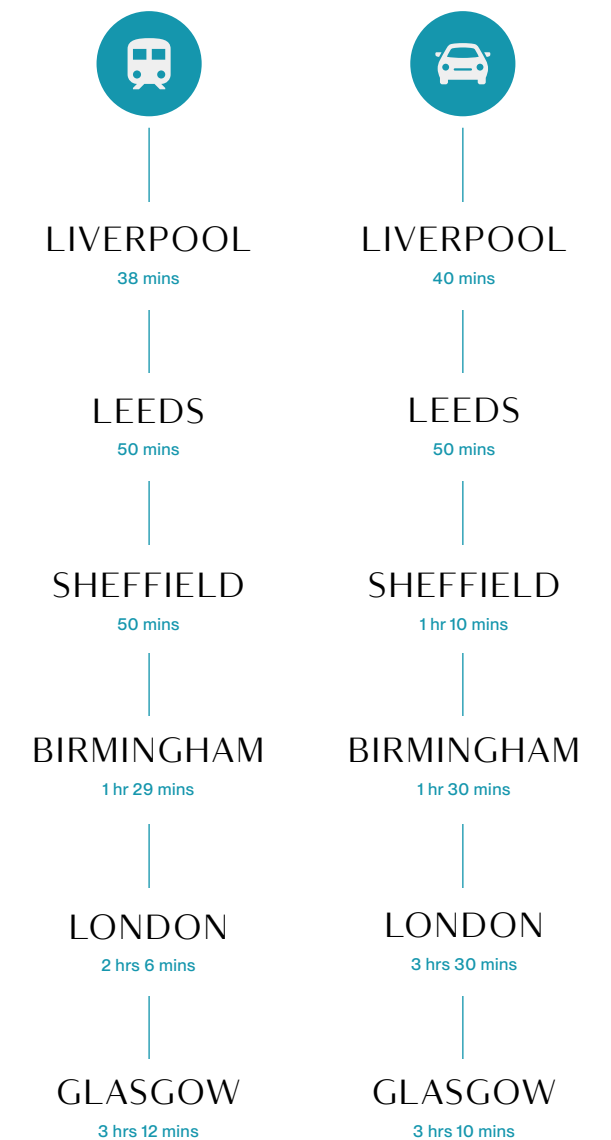 LIVERPOOL
38 mins
LEEDS
50 mins
SHEFFIELD
50 mins
BIRMINGHAM
1 hr 29 mins
LONDON
2 hrs 6 mins
GLASGOW
3 hrs 12 mins
LIVERPOOL
40 mins
LEEDS
50 mins
SHEFFIELD
1 hr 10 mins
BIRMINGHAM
1 hr 30 mins
LONDON
3 hrs 30 mins
GLASGOW
3 hrs 10 mins